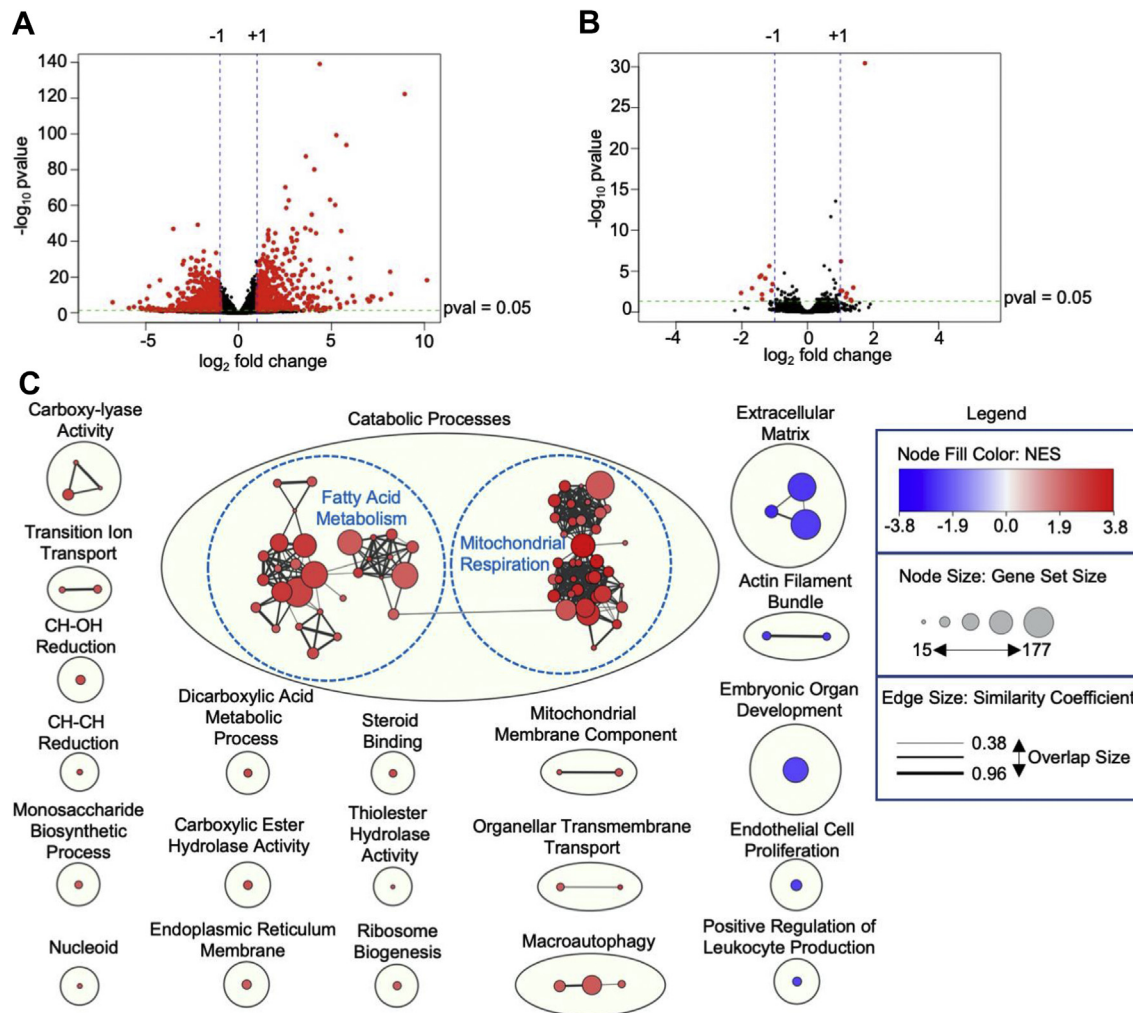 A
-1
+1
140
120
100
80
60
40
20
0
-log10 pvalue
pval = 0.05
-5
0
5
10
log2 fold change
B
-1
+1
30
25
20
15
10
5
0
-log10 pvalue
pval = 0.05
-4
-2
0
2
4
log2 fold change
C
Carboxy-lyase
Activity
Transition Ion
Transport
CH-OH
Reduction
CH-CH
Reduction
Monosaccharide
Biosynthetic
Process
Nucleoid
Catabolic Processes
Fatty Acid
Metabolism
Mitochondrial
Respiration
Dicarboxylic Acid
Metabolic
Process
Carboxylic Ester
Hydrolase Activity
Endoplasmic Reticulum
Membrane
Steroid
Binding
Thiolester
Hydrolase
Activity
Ribosome
Biogenesis
Mitochondrial
Membrane Component
Organellar Transmembrane
Transport
Macroautophagy
Extracellular
Matrix
Actin Filament
Bundle
Embryonic Organ
Development
Endothelial Cell
Proliferation
Positive Regulation of
Leukocyte Production
Legend
Node Fill Color: NES
-3.8 -1.9 0.0 1.9 3.8
Node Size: Gene Set Size
15 177
Edge Size: Similarity Coefficient
0.38
Overlap Size
0.96